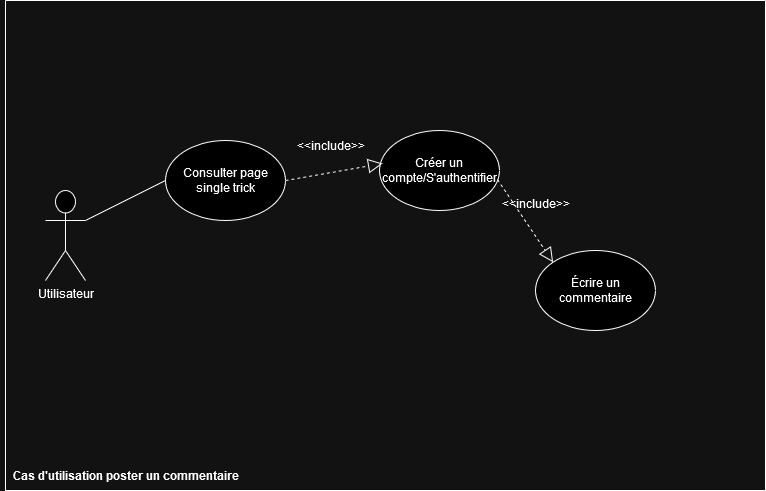 <<include>>
Consulter page
single trick
Créer un
compte/S'authentifier
<<include>>
Écrire un
commentaire
Utilisateur
Cas d'utilisation poster un commentaire